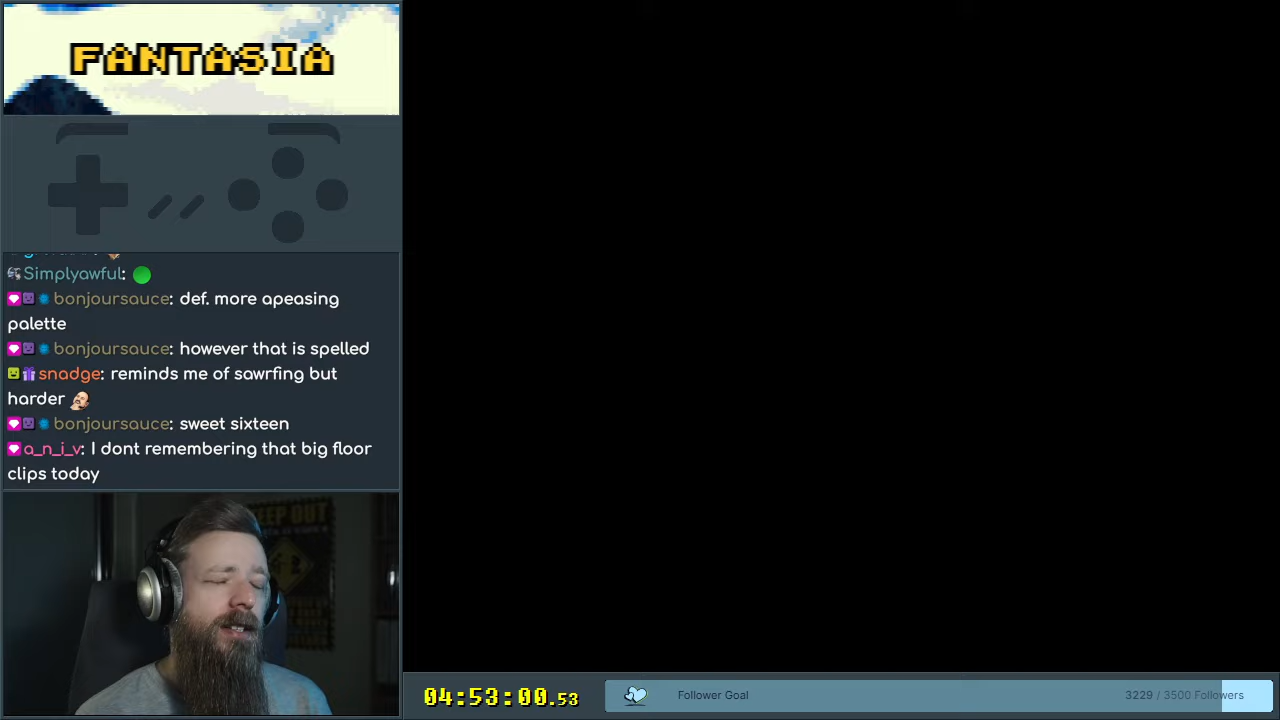 FANTASIA
Simplyawful:
bonjoursauce: def. more apeasing
palette
bonjoursauce: however that is spelled
snadge: reminds me of sawrfing but
harder
bonjoursauce: sweet sixteen
a_n_i_v: I dont remembering that big floor
clips today
KEEP OUT
04:53:00.53
Follower Goal
3229 / 3500 Followers